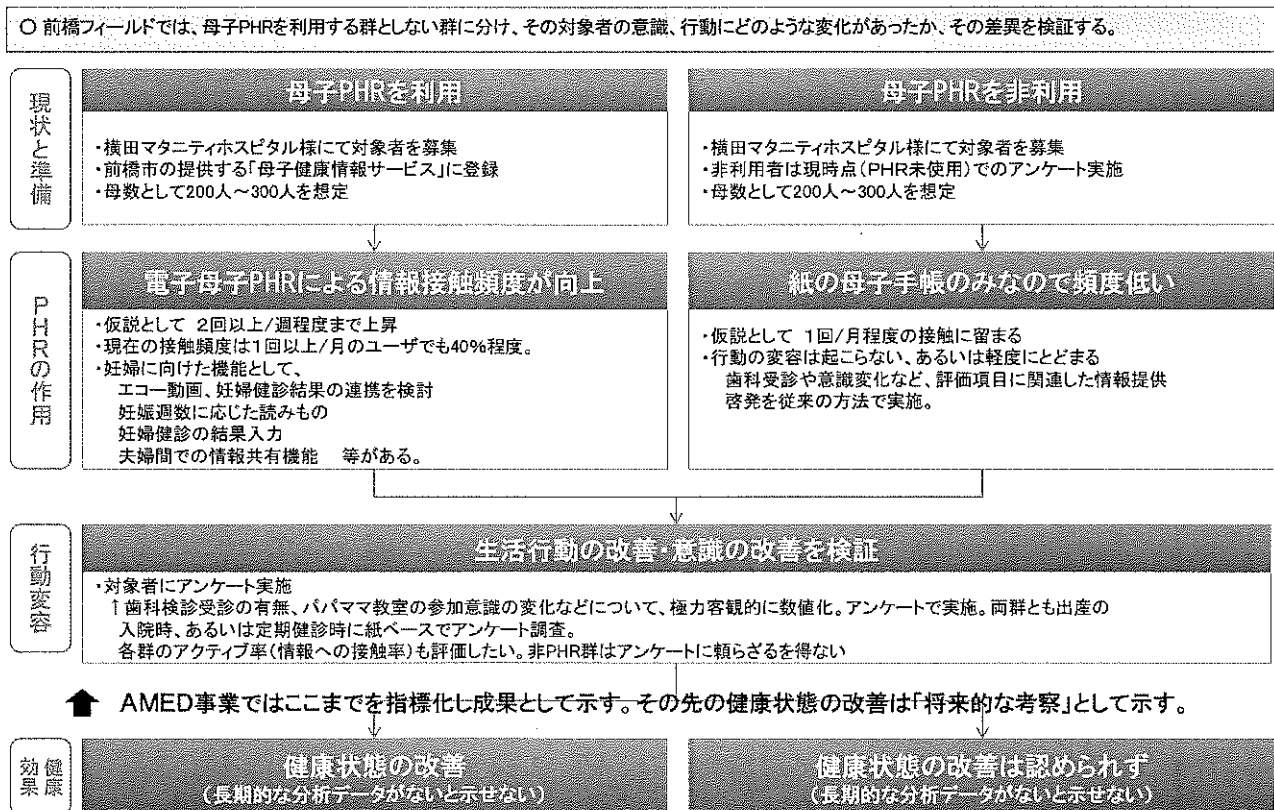 〇 前橋フィールドでは、母子PHRを利用する群としない群に分け、その対象者の意識、行動にどのような変化があったか、その差異を検証する。
現状と準備
母子PHRを利用
・横田マタニティホスピタル様にて対象者を募集
・前橋市の提供する「母子健康情報サービス」に登録
・母数として200人～300人を想定
母子PHRを非利用
・横田マタニティホスピタル様にて対象者を募集
・非利用者は現時点(PHR未使用)でのアンケート実施
・母数として200人～300人を想定
PHRの作用
電子母子PHRによる情報接触頻度が向上
・仮説として 2回以上/週程度まで上昇
・現在の接触頻度は1回以上/月のユーザでも40%程度。
・妊婦に向けた機能として、
エコー動画、妊婦健診結果の連携を検討
妊娠週数に応じた読みもの
妊婦健診の結果入力
夫婦間での情報共有機能 等がある。
紙の母子手帳のみなので頻度低い
・仮説として 1回/月程度の接触に留まる
・行動の変容は起こらない、あるいは軽度にとどまる
歯科受診や意識変化など、評価項目に関連した情報提供
啓発を従来の方法で実施。
行動変容
生活行動の改善・意識の改善を検証
・対象者にアンケート実施
↑歯科検診受診の有無、パパママ教室の参加意識の変化などについて、極力客観的に数値化。アンケートで実施。両群とも出産の
入院時、あるいは定期健診時に紙ベースでアンケート調査。
各群のアクティブ率(情報への接触率)も評価したい。非PHR群はアンケートに頼らざるを得ない
AMED事業ではここまでを指標化し成果として示す。その先の健康状態の改善は「将来的な考察」として示す。
健康効果
健康状態の改善
(長期的な分析データがないと示せない)
健康状態の改善は認められず
(長期的な分析データがないと示せない)